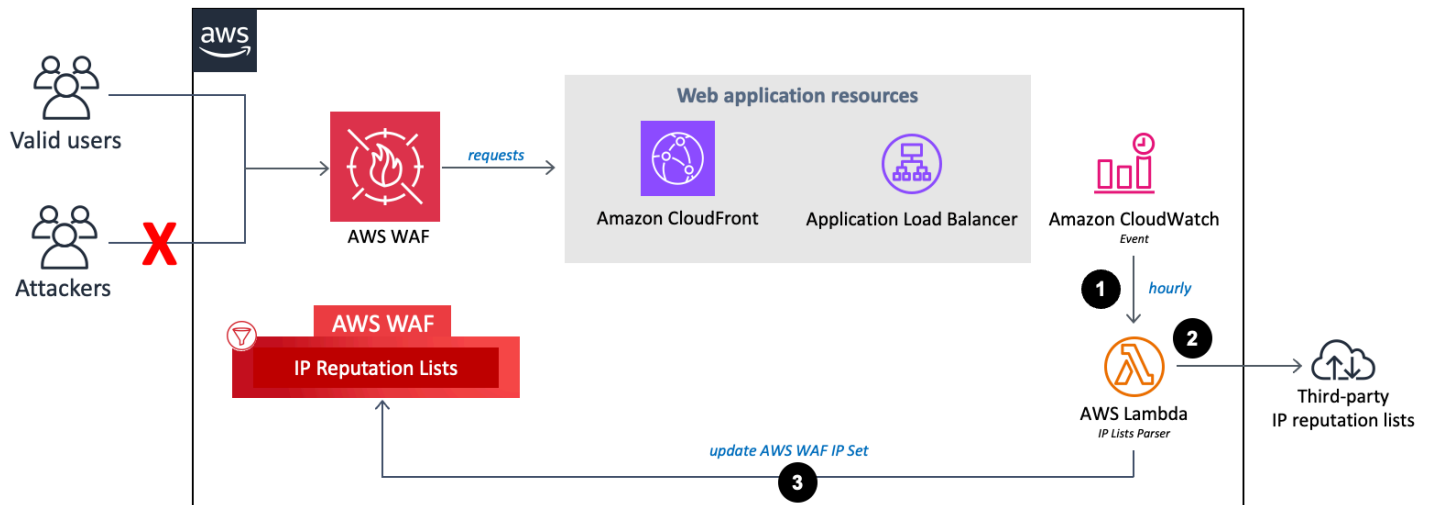 aws
Valid users
Attackers
X
AWS WAF
requests
Web application resources
Amazon CloudFront
Application Load Balancer
Amazon CloudWatch
Event
1
hourly
2
AWS Lambda
IP Lists Parser
Third-party
IP reputation lists
AWS WAF
IP Reputation Lists
update AWS WAF IP Set
3